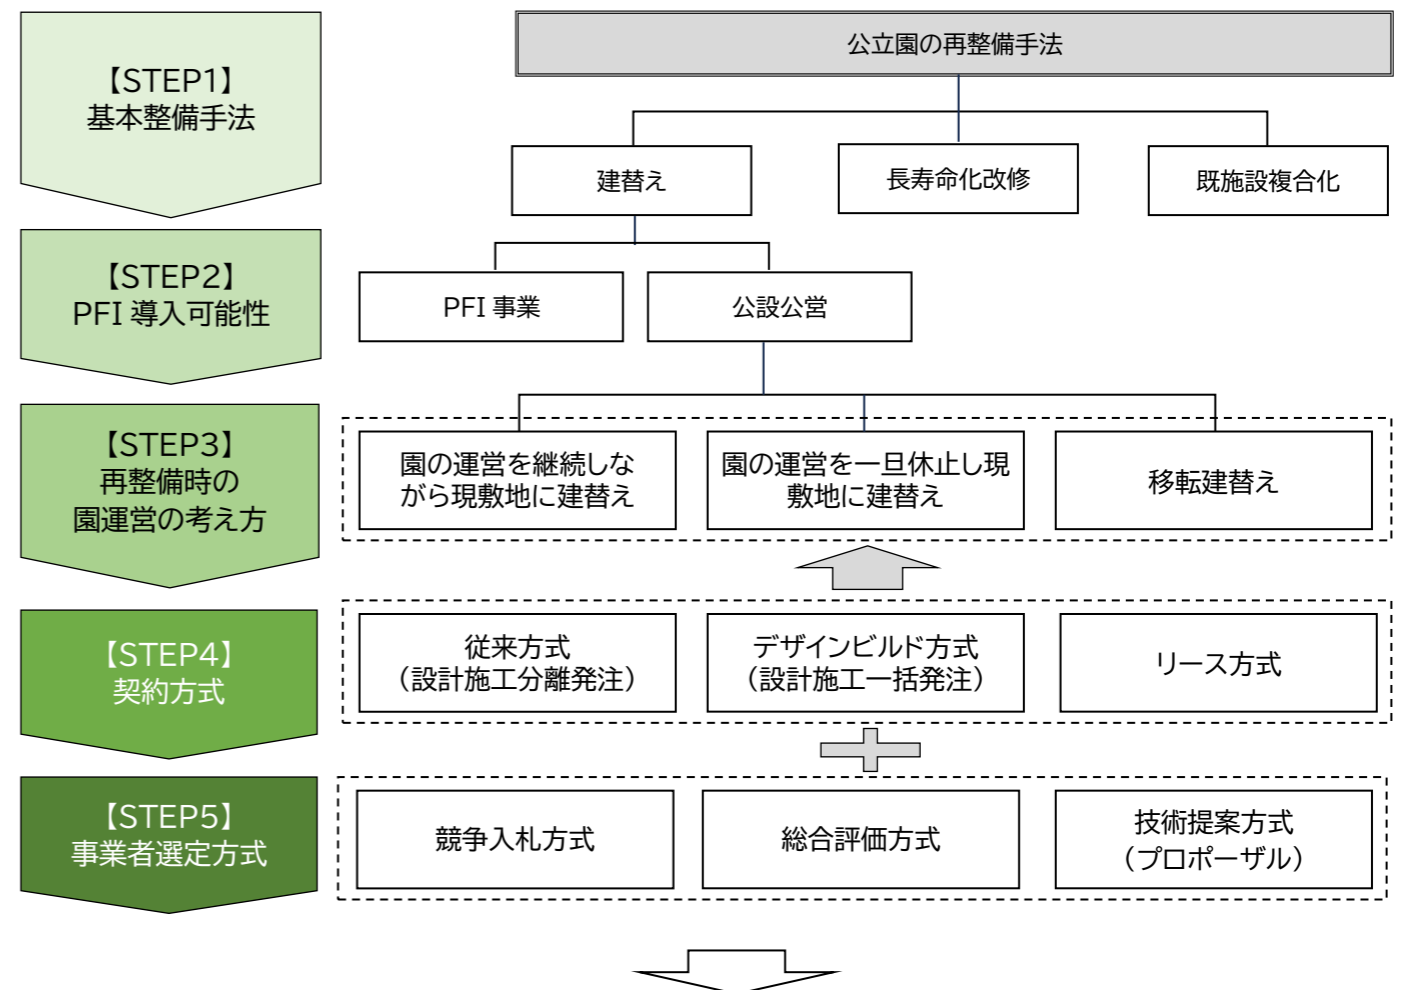 公立園の再整備手法
【STEP1】
基本整備手法
建替え
長寿命化改修
既施設複合化
【STEP2】
PFI 導入可能性
PFI 事業
公設公営
【STEP3】
再整備時の
園運営の考え方
園の運営を継続しな
がら現敷地に建替え
園の運営を一旦休止し現
敷地に建替え
移転建替え
【STEP4】
契約方式
従来方式
（設計施工分離発注）
デザインビルド方式
（設計施工一括発注）
リース方式
【STEP5】
事業者選定方式
競争入札方式
総合評価方式
技術提案方式
（プロポーザル）